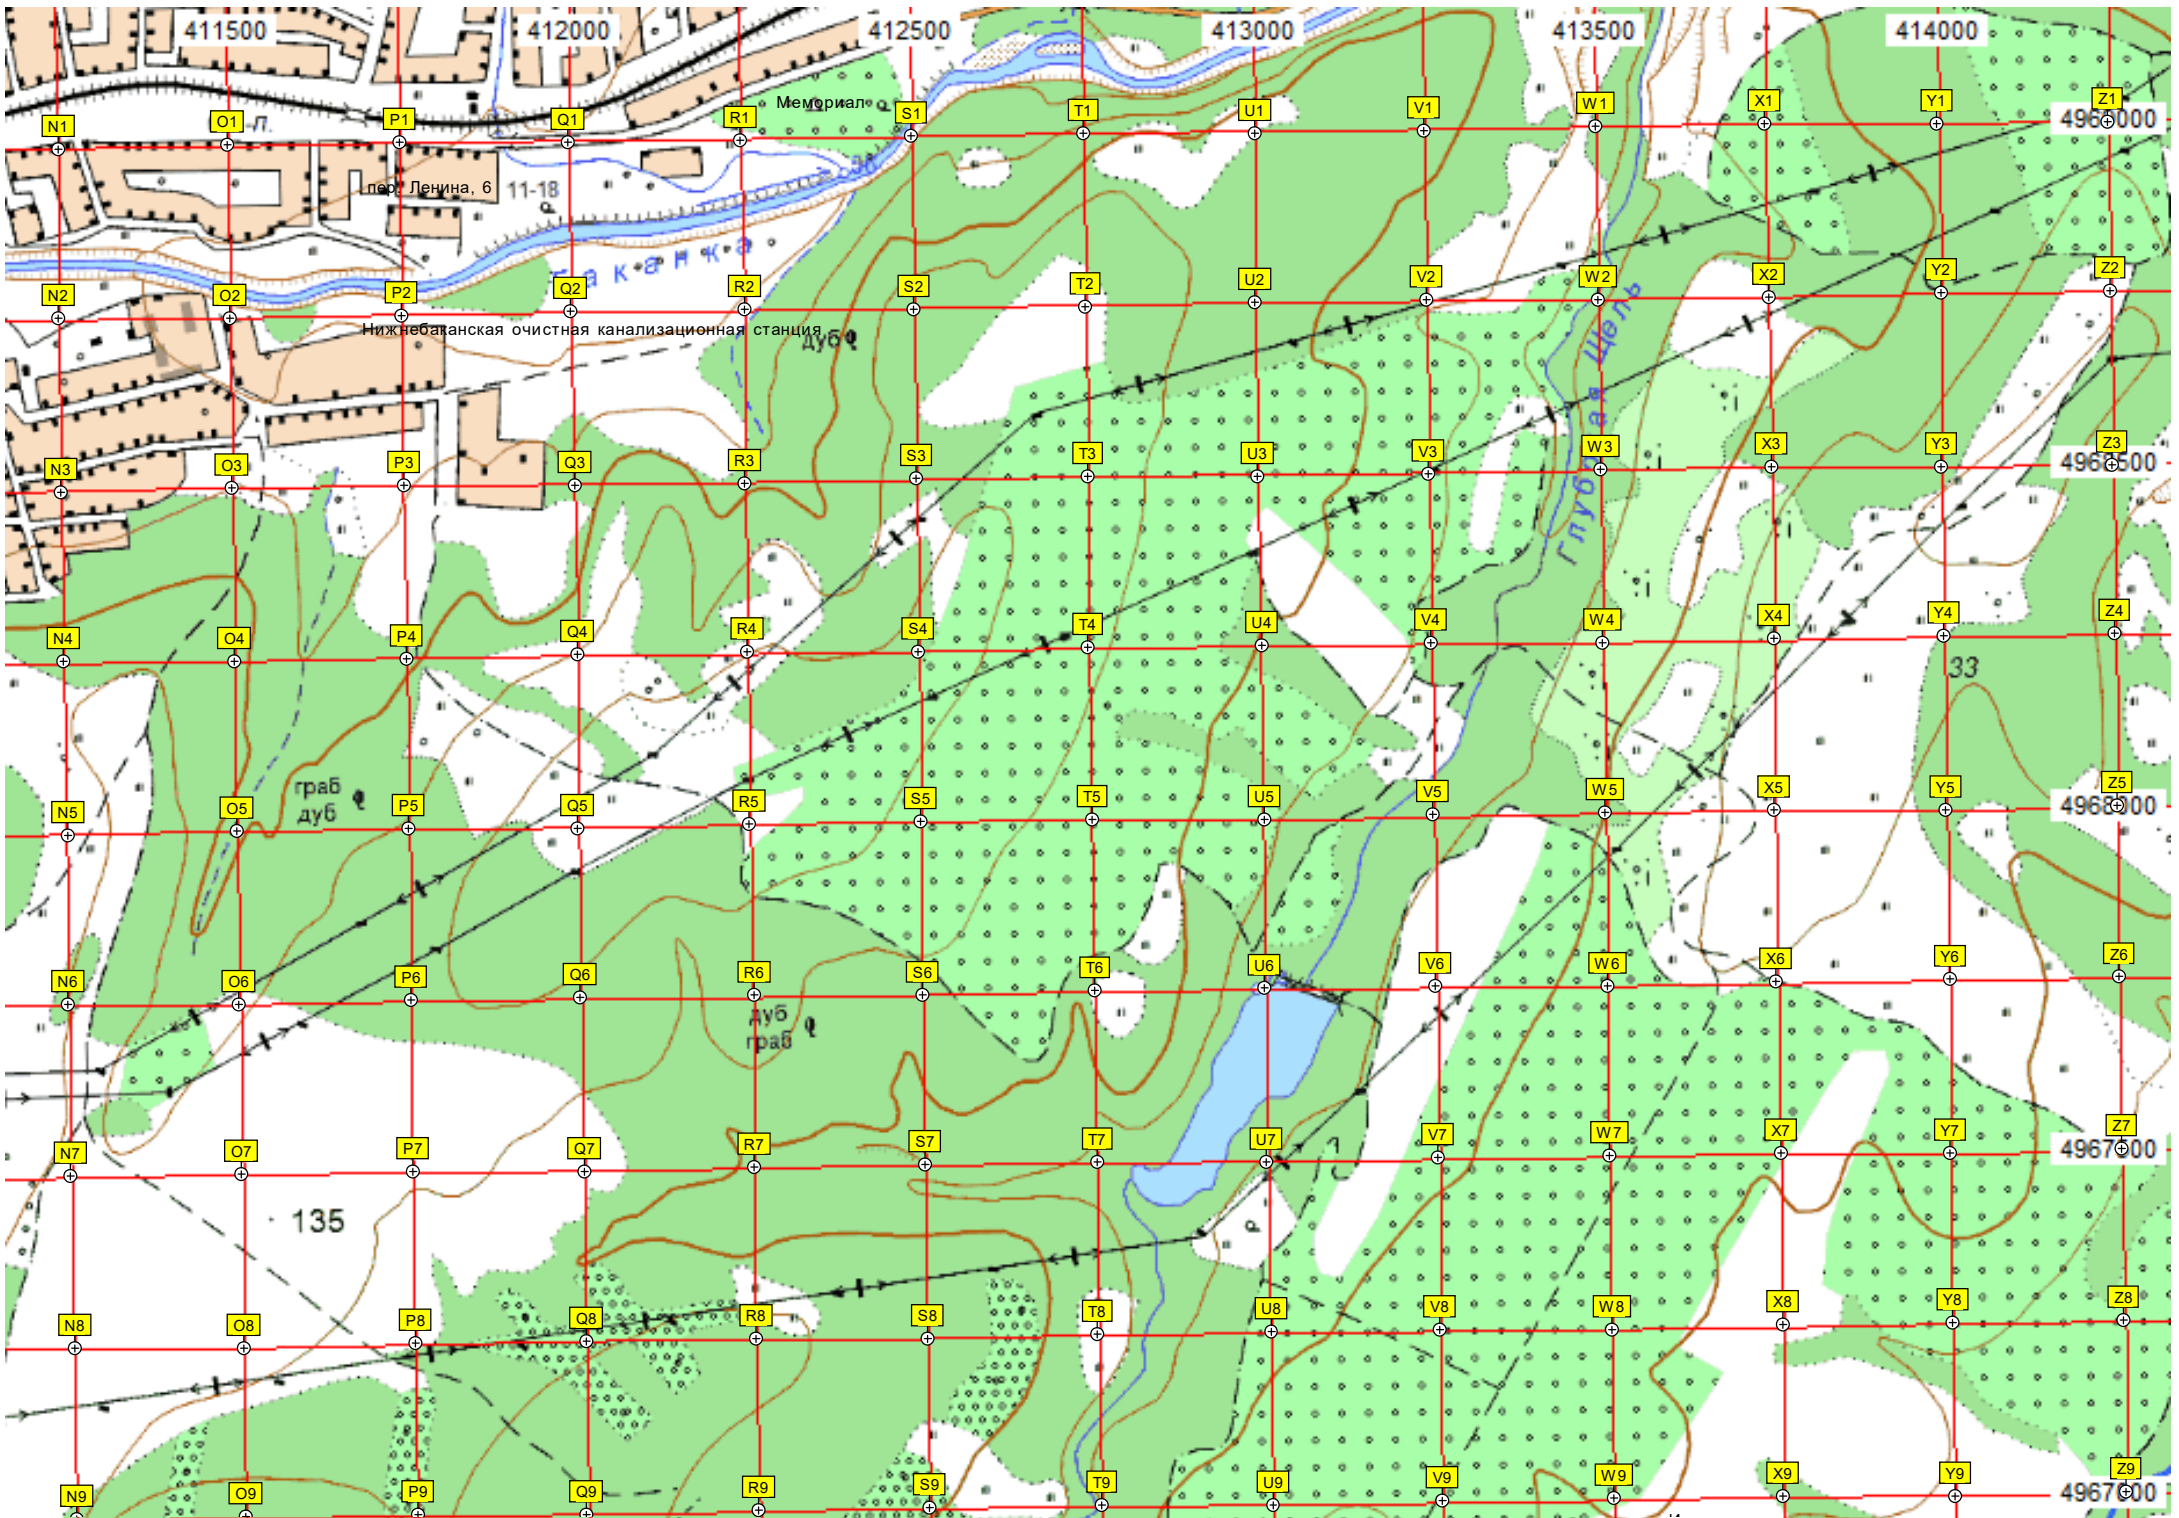 411500 412000 412500 413000 413500 414000
Мемориал
N1 O1 P1 Q1 R1 S1 T1 U1 V1 W1 X1 Y1 Z1
-Л.
пер. Ленина, 6
11-18
аканка
N2 O2 P2 Q2 R2 S2 T2 U2 V2 W2 X2 Y2 Z2
Нижнебаканская очистная канализационная станция
дуб
Щель
N3 O3 P3 Q3 R3 S3 T3 U3 V3 W3 X3 Y3 Z3
N4 O4 P4 Q4 R4 S4 T4 U4 V4 W4 X4 Y4 Z4
33
граб
дуб
N5 O5 P5 Q5 R5 S5 T5 U5 V5 W5 X5 Y5 Z5
N6 O6 P6 Q6 R6 S6 T6 U6 V6 W6 X6 Y6 Z6
дуб
граб
N7 O7 P7 Q7 R7 S7 T7 U7 V7 W7 X7 Y7 Z7
135
N8 O8 P8 Q8 R8 S8 T8 U8 V8 W8 X8 Y8 Z8
N9 O9 P9 Q9 R9 S9 T9 U9 V9 W9 X9 Y9 Z9